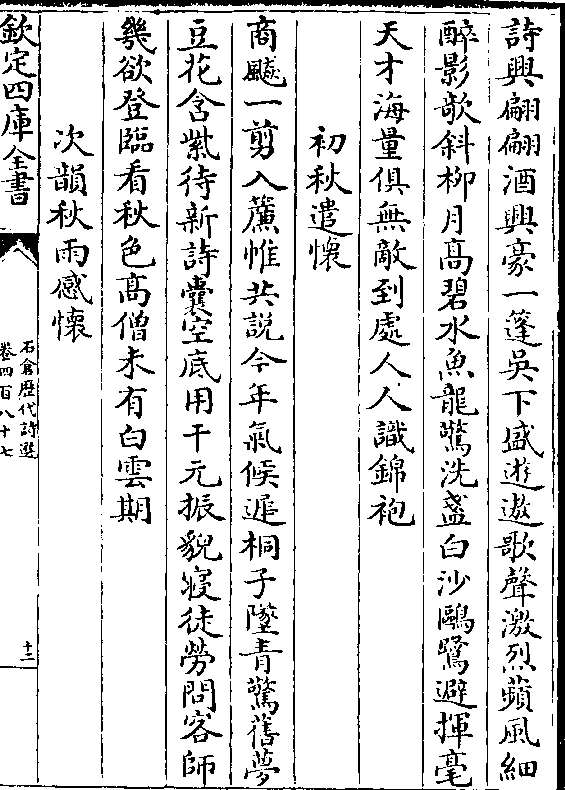 詩興翩翩酒興豪一篷吳下盛遊遨歌聲激烈蘋風細
醉影欹斜柳月高碧水魚龍驚洗盞白沙鷗鷺避揮毫
天才海量俱無敵到處人人識錦袍
初秋遣懷
商飈一剪入簾惟共說今年氣候遲桐子墜青驚舊夢
豆花含紫待新詩囊空底用干元振貌寢徒勞問客師
幾欲登臨看秋色高僧未有白雲期
次韻秋雨感懷
欽定四庫全書
石倉歷代詩選
卷四百八十七
十二